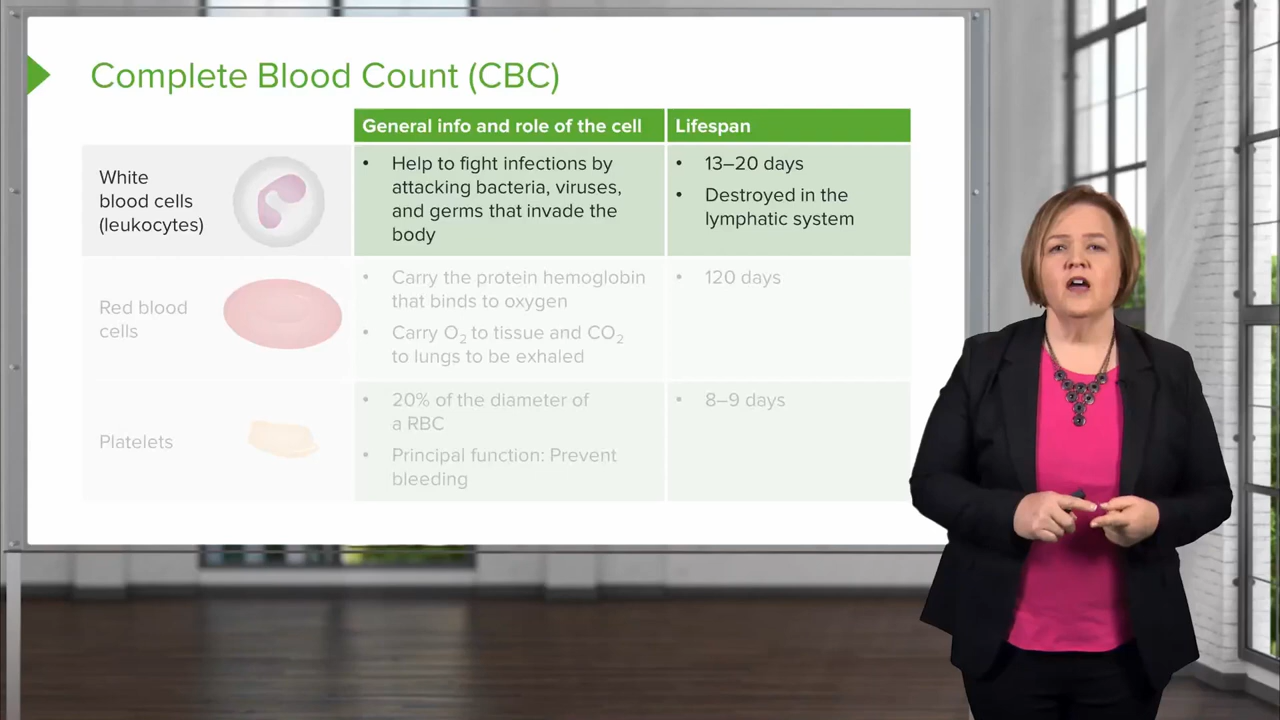 Complete Blood Count (CBC)
General info and role of the cell
Lifespan
White
blood cells
(leukocytes)
• Help to fight infections by
attacking bacteria, viruses,
and germs that invade the
body
• 13–20 days
• Destroyed in the
lymphatic system
Red blood
cells
• Carry the protein hemoglobin
that binds to oxygen
• Carry O₂ to tissue and CO₂
to lungs to be exhaled
• 120 days
Platelets
• 20% of the diameter of
a RBC
• Principal function: Prevent
bleeding
• 8–9 days